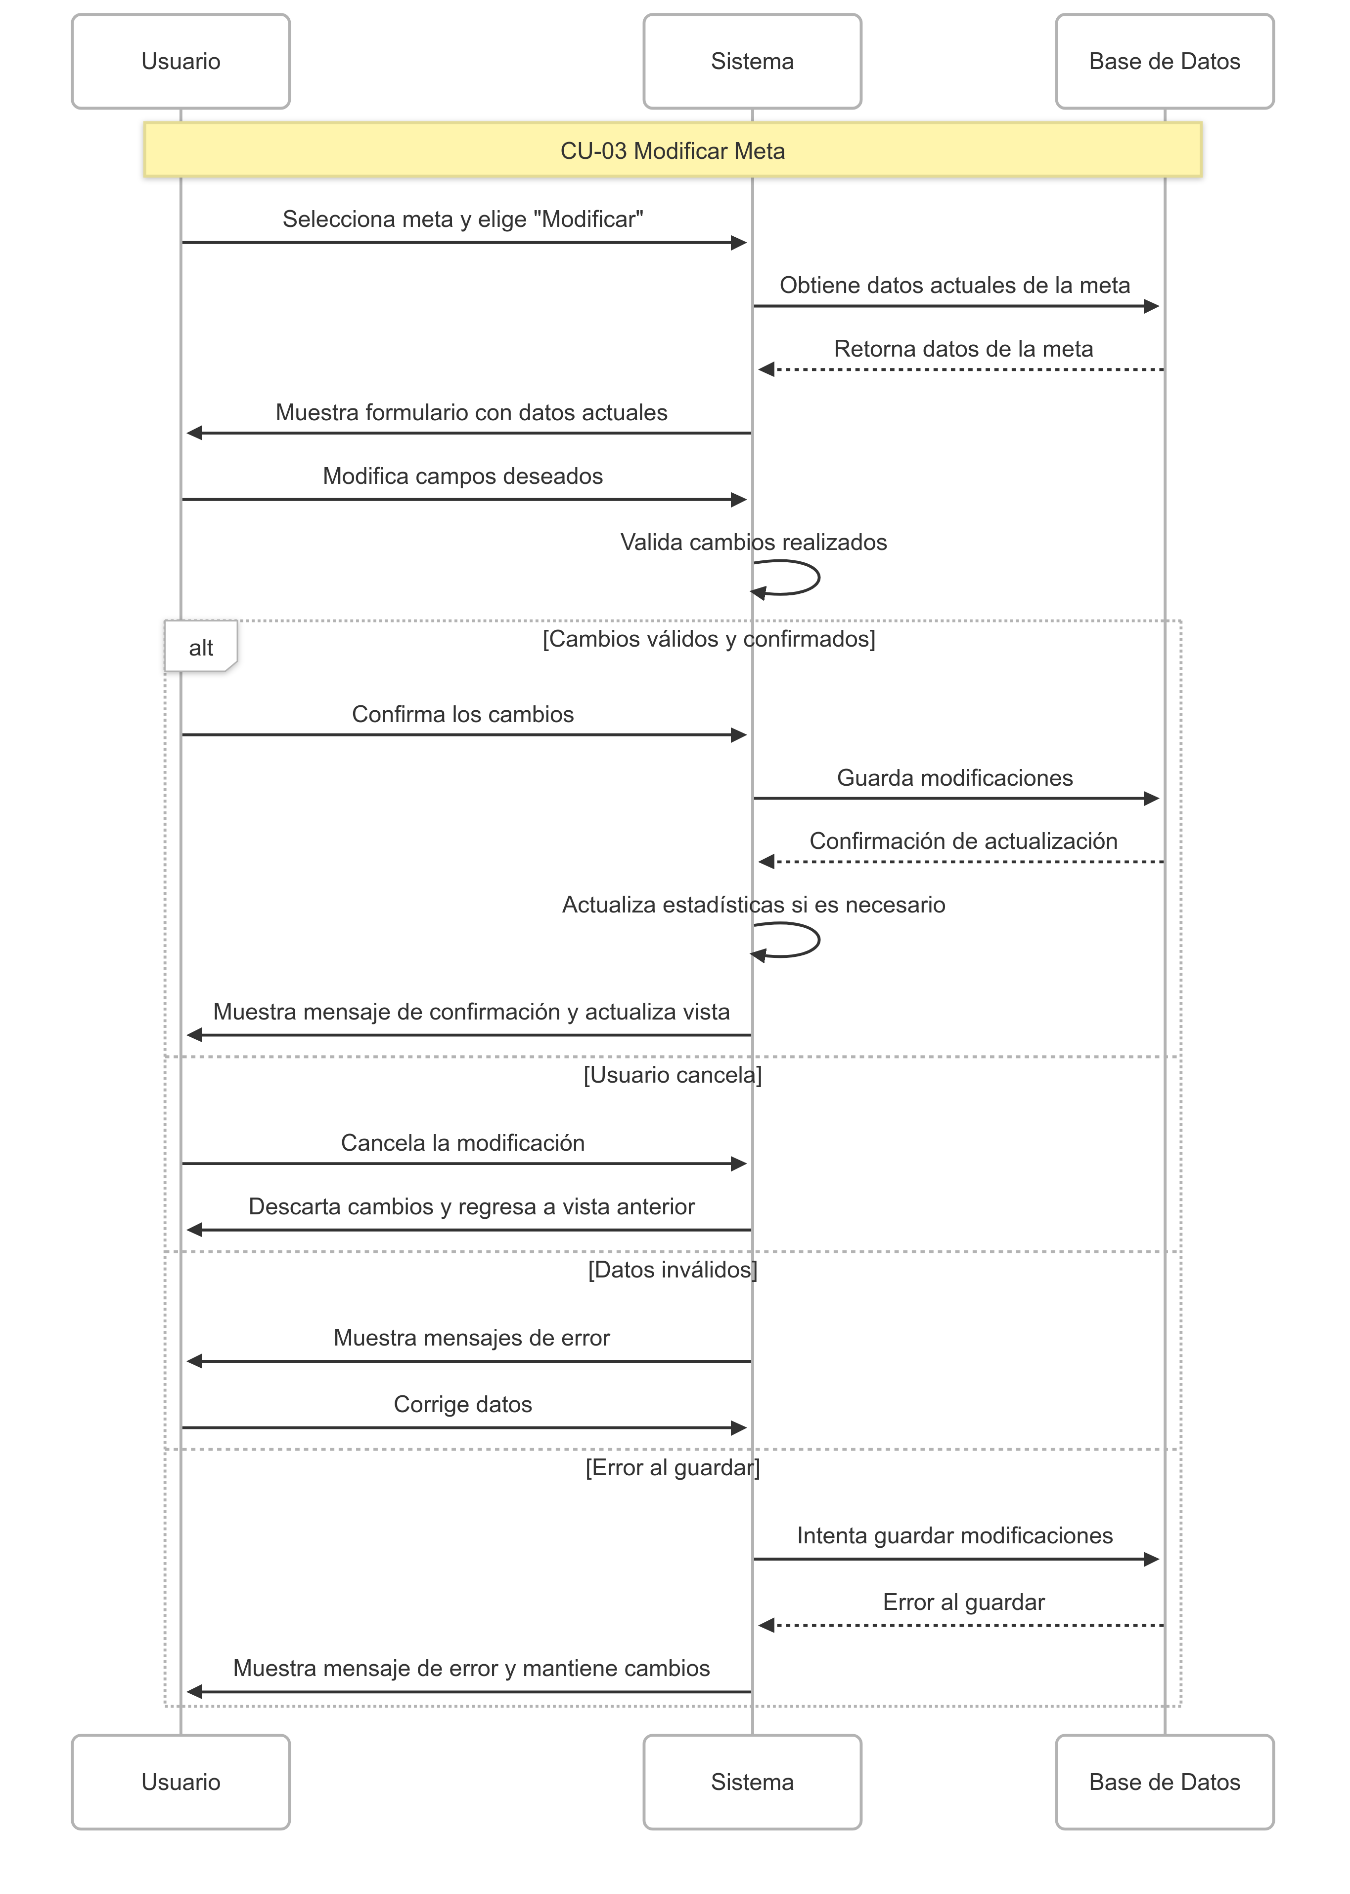 Usuario
Sistema
Base de Datos
CU-03 Modificar Meta
Selecciona meta y elige "Modificar"
Obtiene datos actuales de la meta
Retorna datos de la meta
Muestra formulario con datos actuales
Modifica campos deseados
Valida cambios realizados
alt
[Cambios válidos y confirmados]
Confirma los cambios
Guarda modificaciones
Confirmación de actualización
Actualiza estadísticas si es necesario
Muestra mensaje de confirmación y actualiza vista
[Usuario cancela]
Cancela la modificación
Descarta cambios y regresa a vista anterior
[Datos inválidos]
Muestra mensajes de error
Corrige datos
[Error al guardar]
Intenta guardar modificaciones
Error al guardar
Muestra mensaje de error y mantiene cambios
Usuario
Sistema
Base de Datos